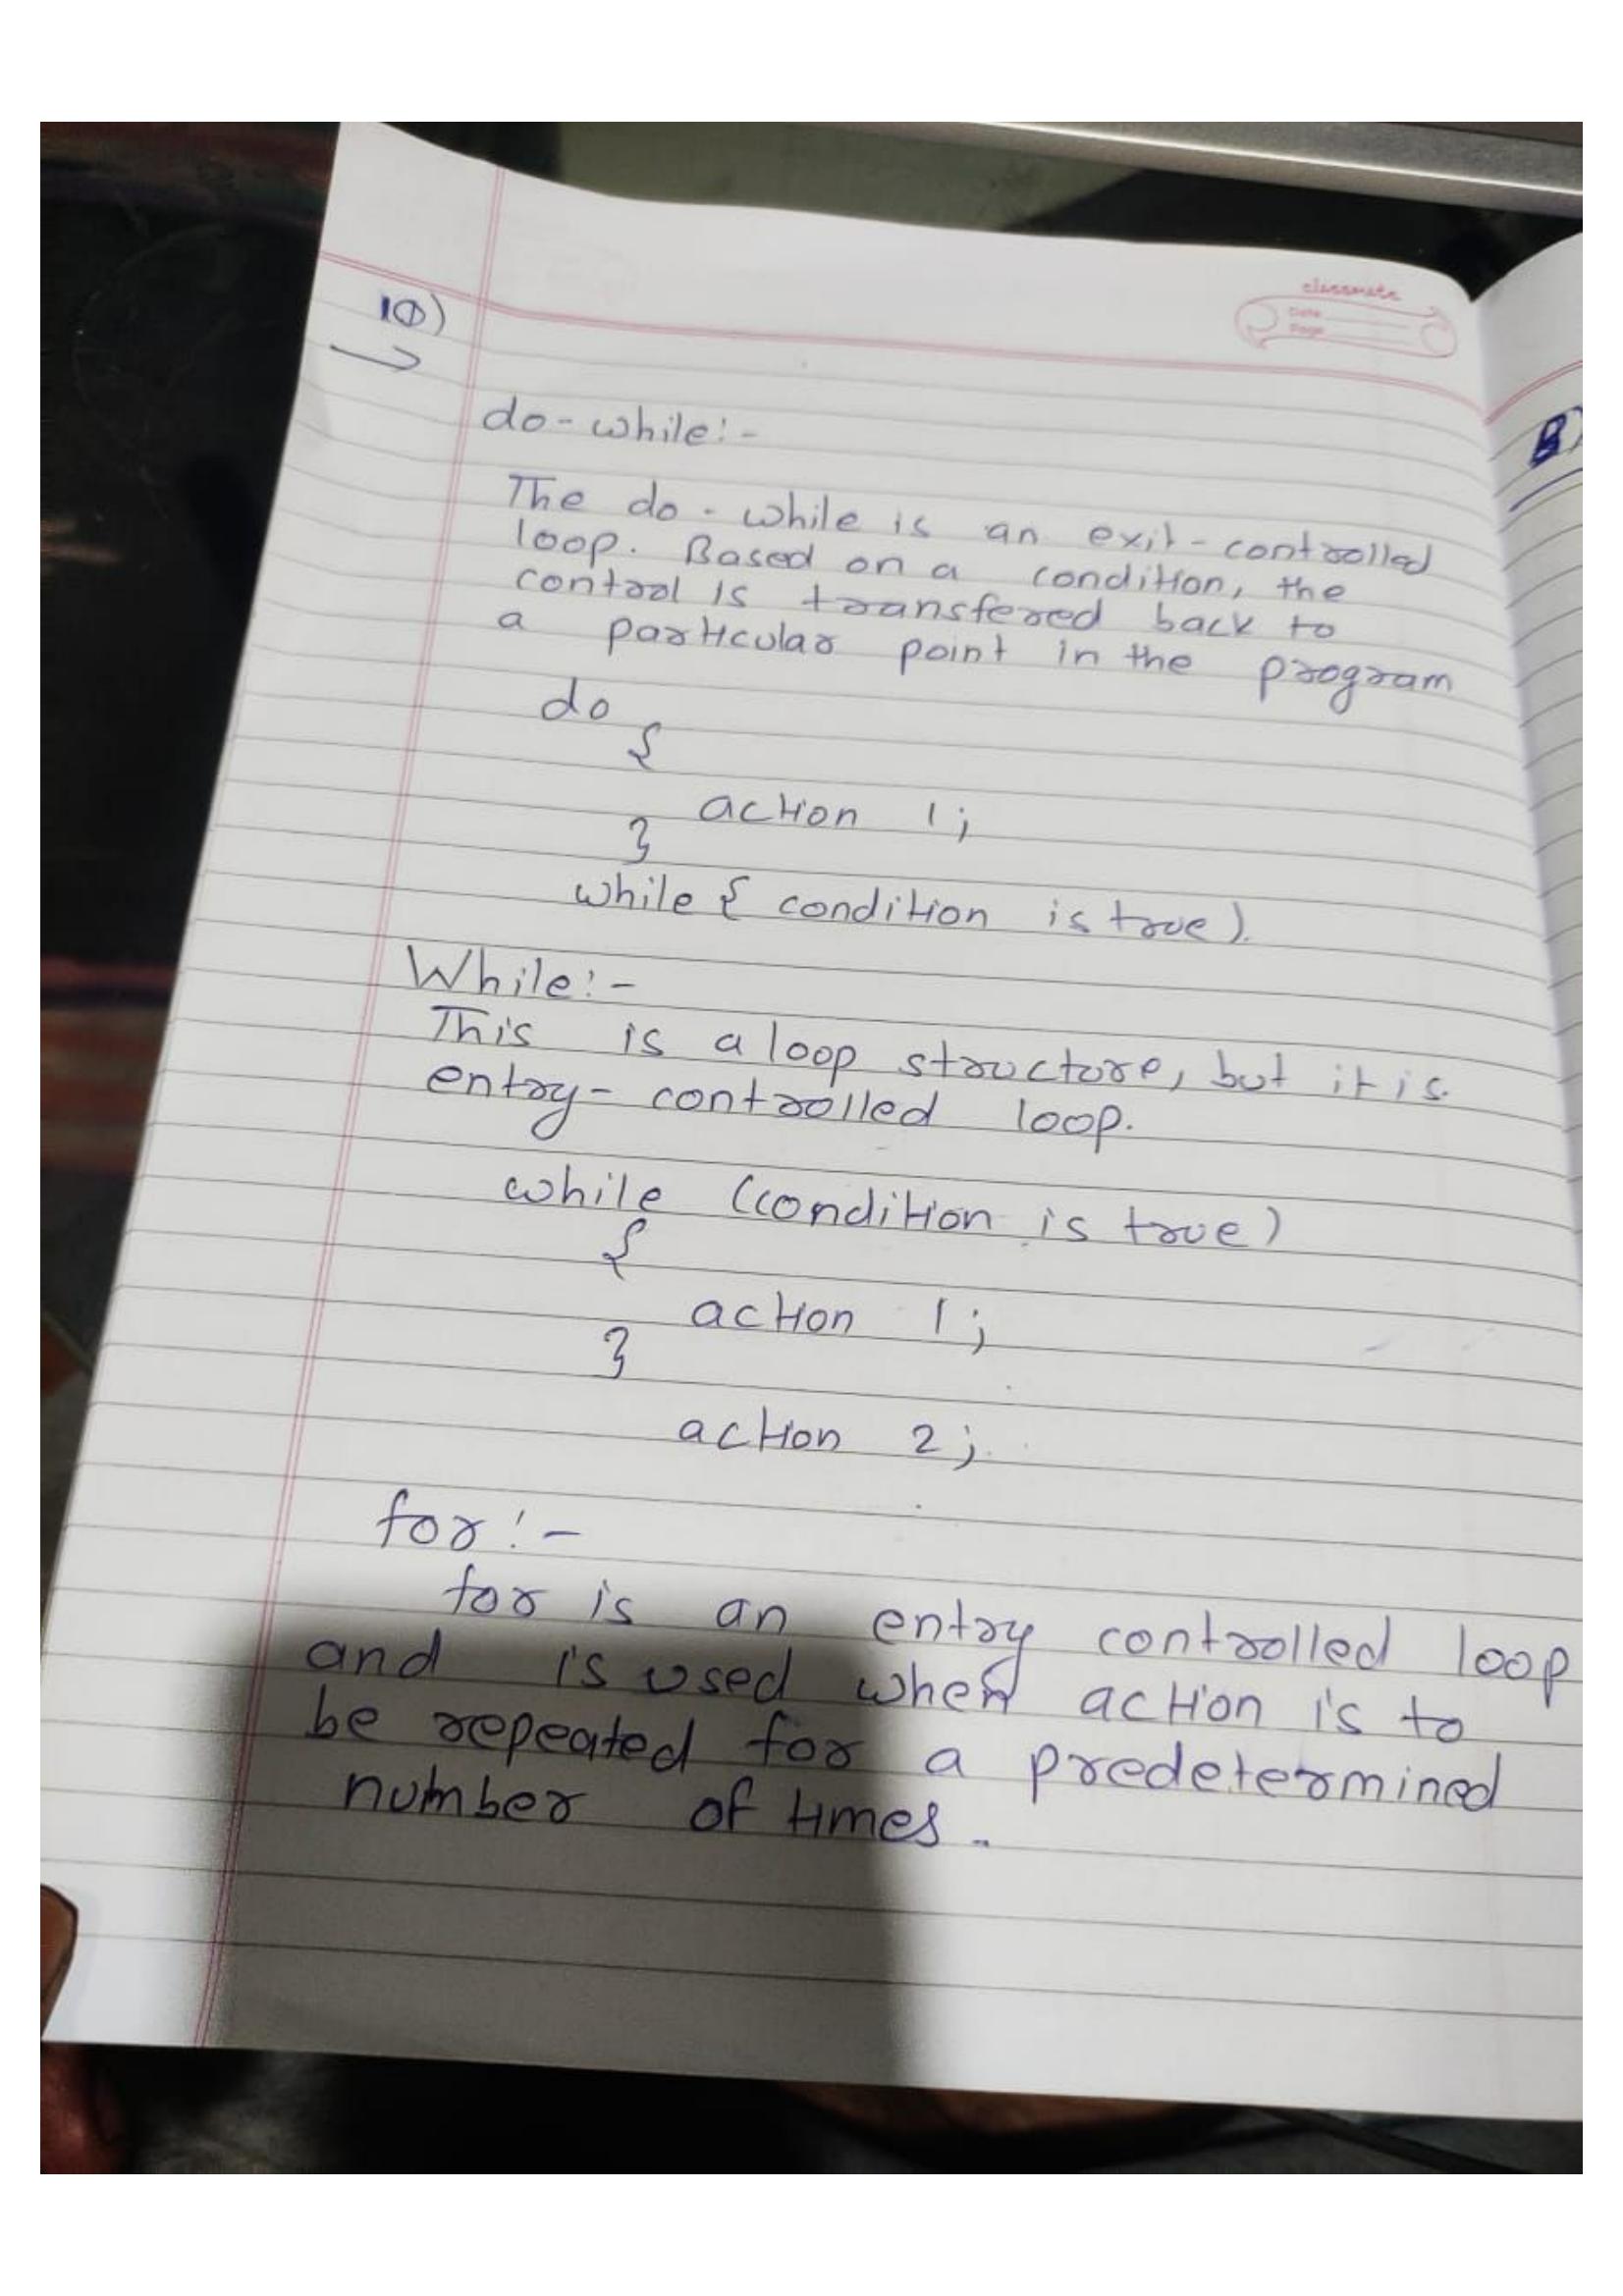 classmate
Date
Page
10)
do-while:-
The do-while is an exit-controlled
loop. Based on a condition, the
control is transfered back to
a particular point in the program
do
{
action 1;
}
while { condition is true).
While:-
This is a loop structure, but it is
entry-controlled loop.
while (condition is true)
{
action 1;
}
action 2;
for:-
for is an entry controlled loop
and is used when action is to
be repeated for a predetermined
number of times.